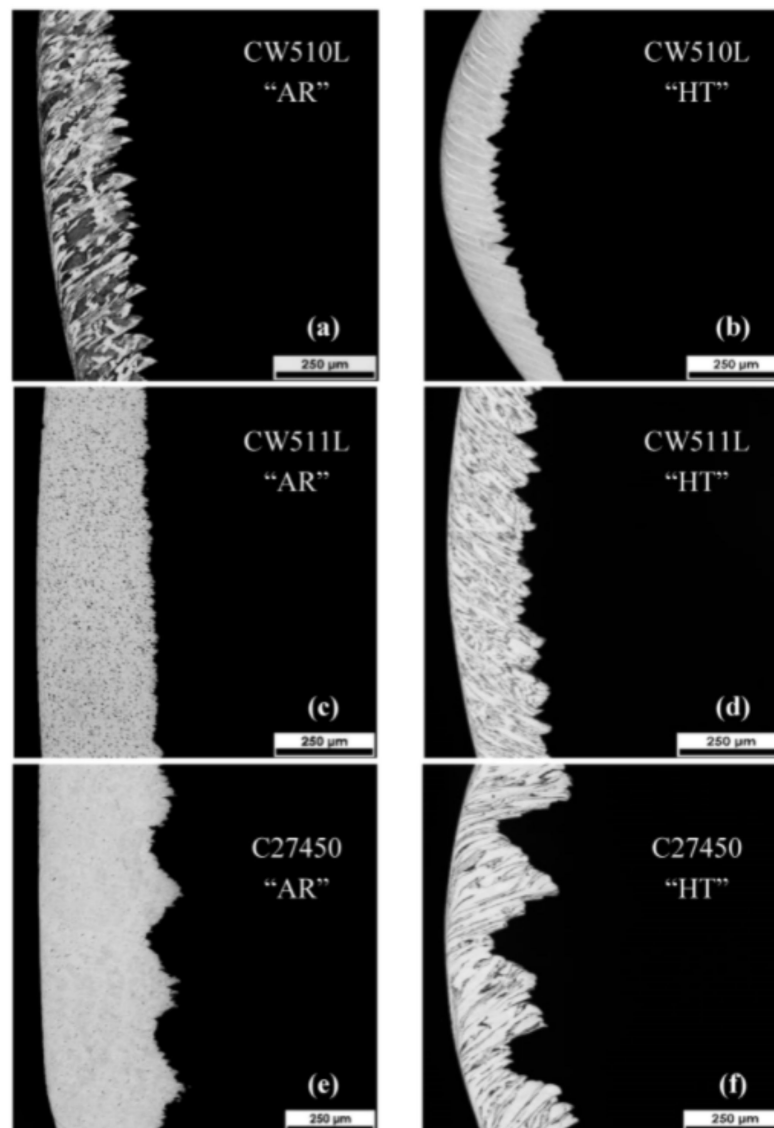 CW510L
“AR”
(a)
250 µm
CW510L
“HT”
(b)
250 µm
CW511L
“AR”
(c)
250 µm
CW511L
“HT”
(d)
250 µm
C27450
“AR”
(e)
250 µm
C27450
“HT”
(f)
250 µm